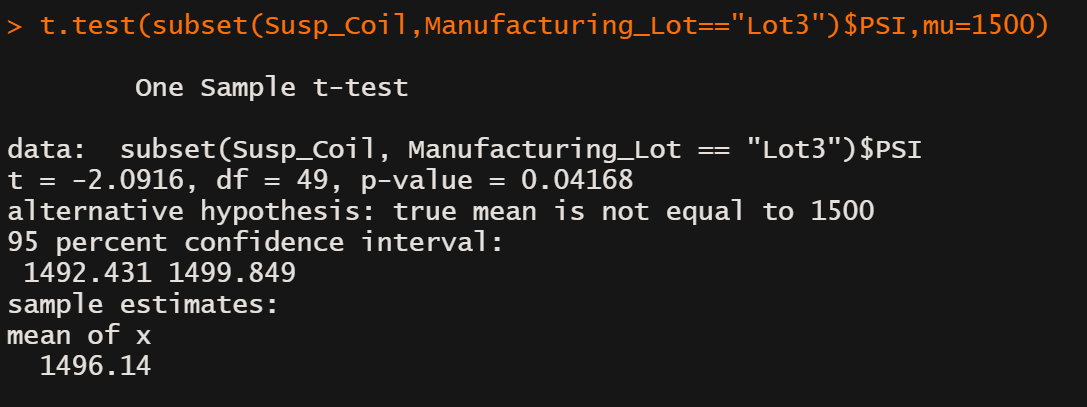 > t.test(subset(Susp_Coil,Manufacturing_Lot=="Lot3")$PSI,mu=1500)
One Sample t-test
data:  subset(Susp_Coil, Manufacturing_Lot == "Lot3")$PSI
t = -2.0916, df = 49, p-value = 0.04168
alternative hypothesis: true mean is not equal to 1500
95 percent confidence interval:
1492.431 1499.849
sample estimates:
mean of x
1496.14